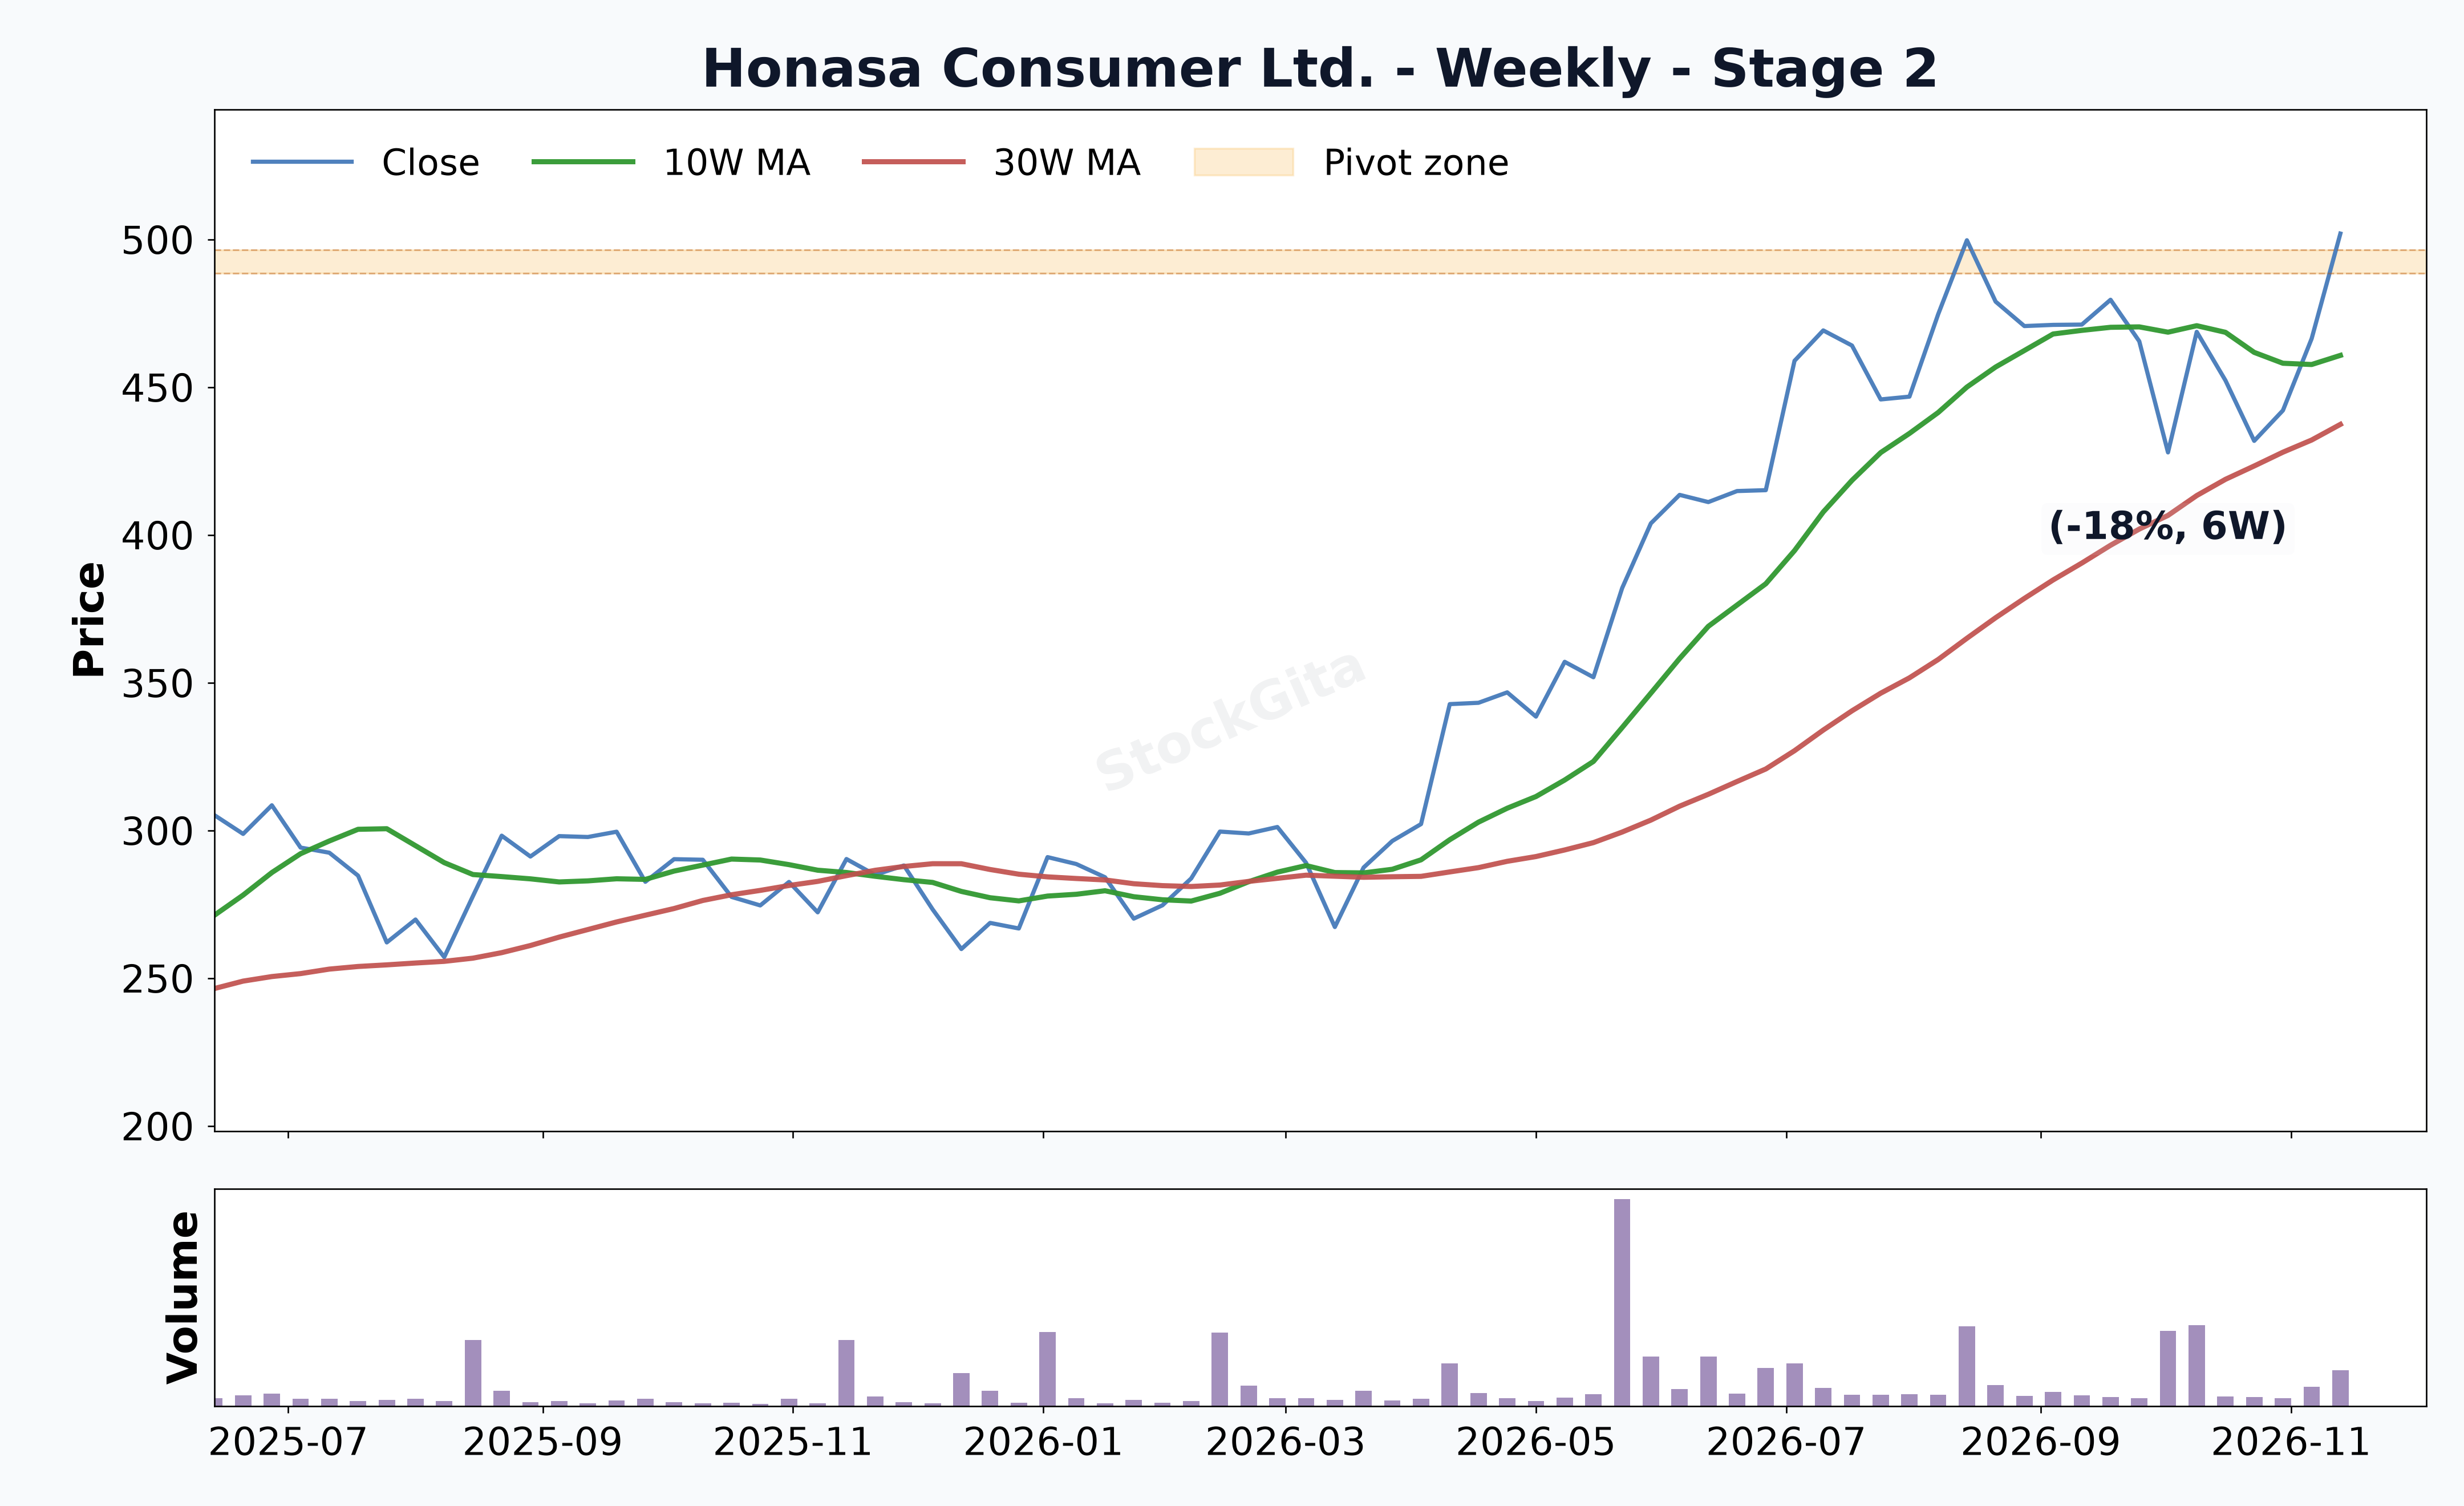 Honasa Consumer Ltd. - Weekly - Stage 2
Close
10W MA
30W MA
Pivot zone
500
450
400
350
300
250
200
Price
(-18%, 6W)
StockGita
Volume
2025-07
2025-09
2025-11
2026-01
2026-03
2026-05
2026-07
2026-09
2026-11